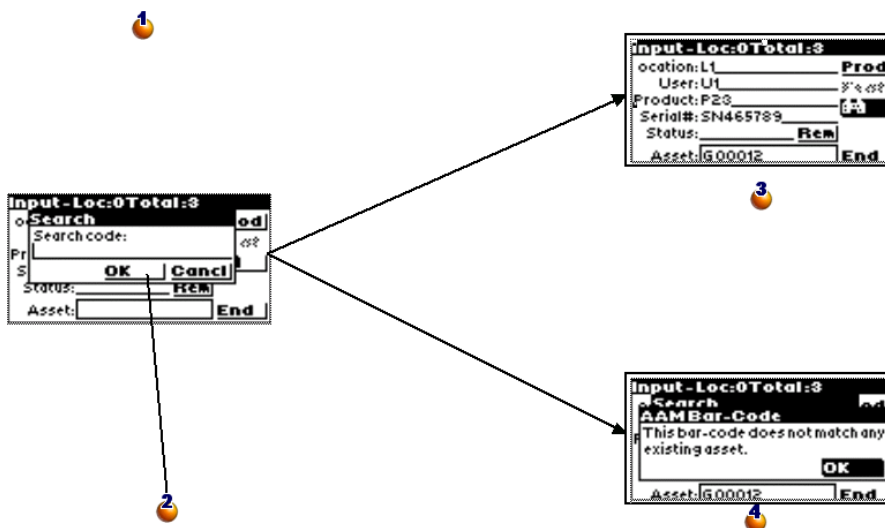 1
Input-Loc:0Total:3
Search
od
Search code:
OK Cancl
Status: Rem
Asset: End
2
Input-Loc:0Total:3
ocation:L1 Prod
User:U1
Product:P23
Serial#:SN465789
Status: Rem
Asset:G00012 End
3
Input-Loc:0Total:3
Search
AAMBar-Code
This bar-code does not match any
existing asset.
OK
Asset:G00012 End
4